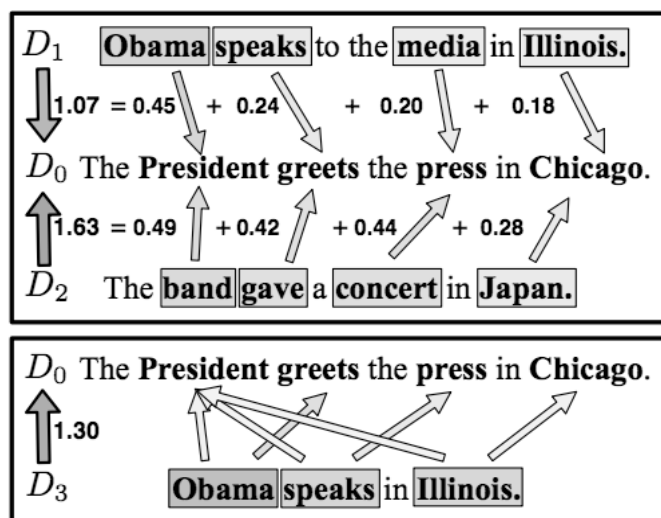 D₁ Obama speaks to the media in Illinois.
1.07 = 0.45 + 0.24 + 0.20 + 0.18
D₀ The President greets the press in Chicago.
1.63 = 0.49 + 0.42 + 0.44 + 0.28
D₂ The band gave a concert in Japan.
D₀ The President greets the press in Chicago.
1.30
D₃ Obama speaks in Illinois.